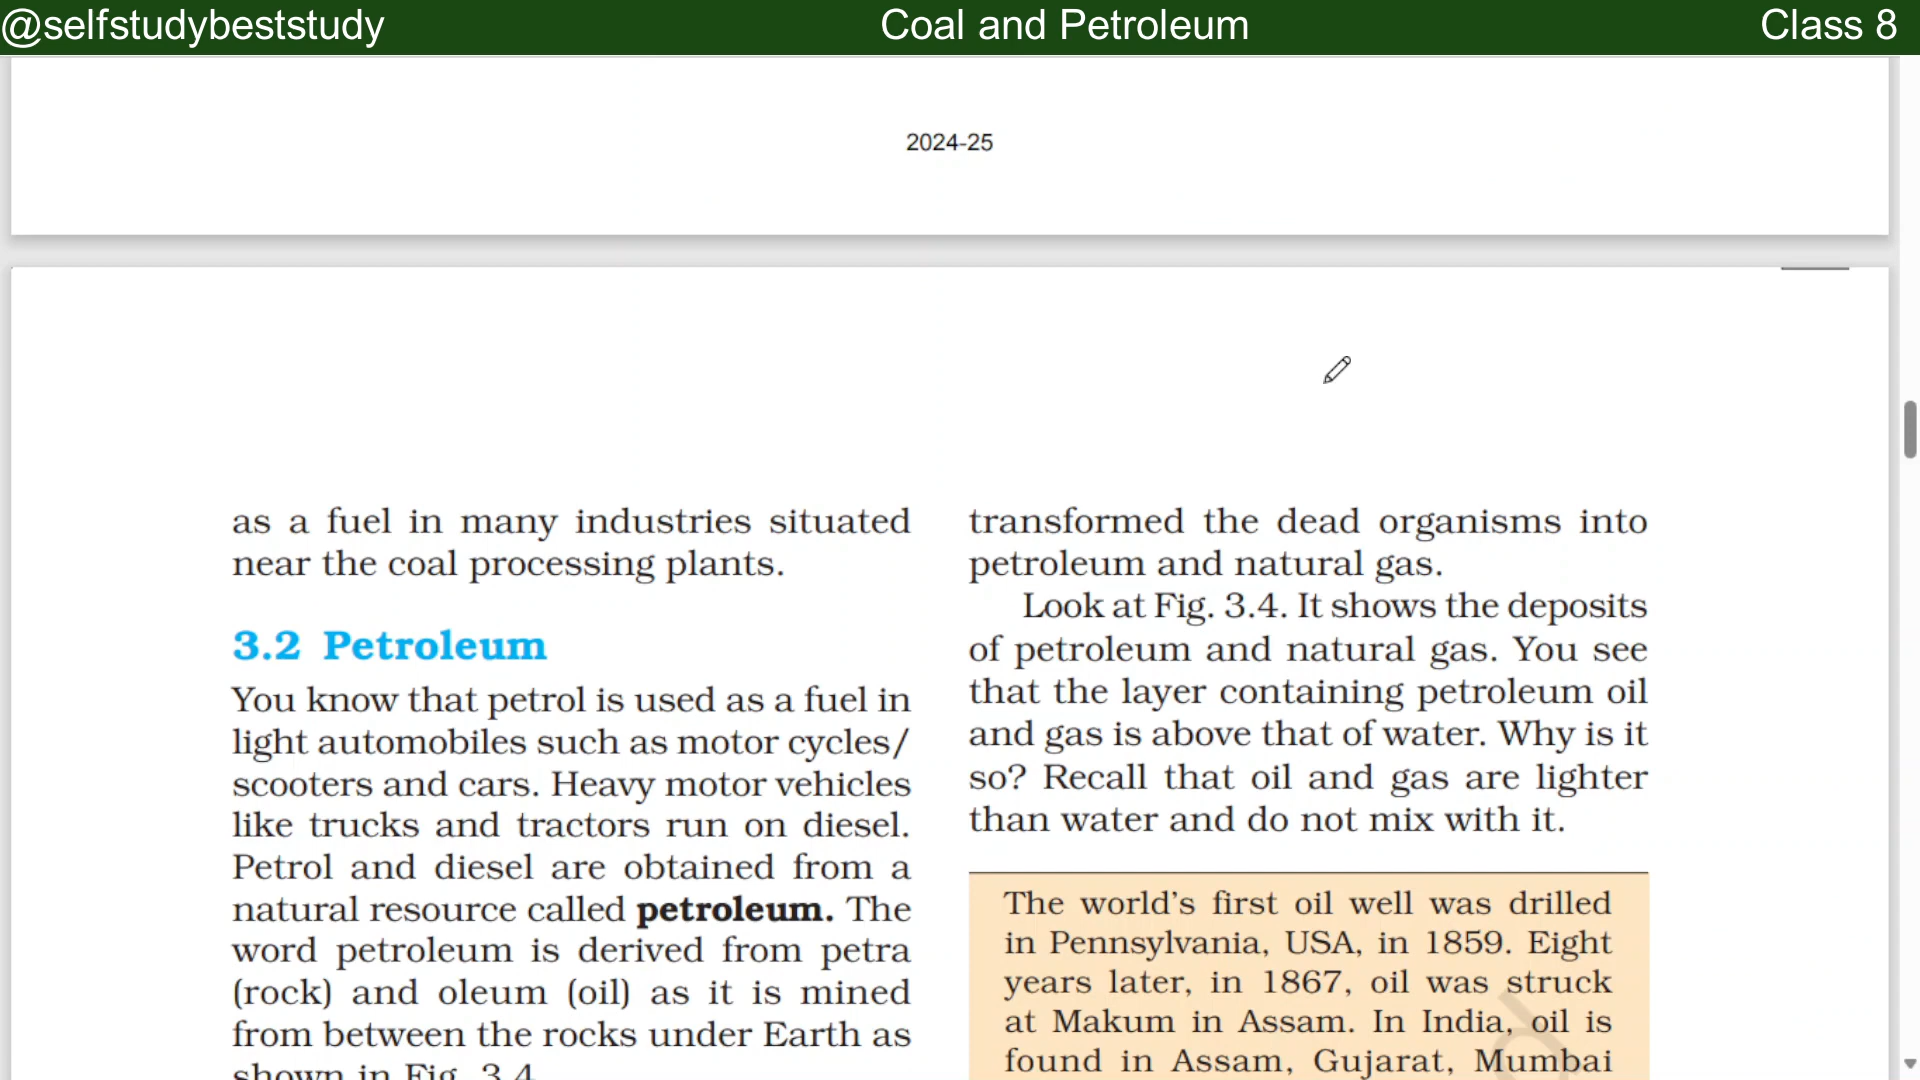 @selfstudybeststudy
Coal and Petroleum
Class 8
2024-25
as a fuel in many industries situated
near the coal processing plants.
3.2 Petroleum
You know that petrol is used as a fuel in
light automobiles such as motor cycles/
scooters and cars. Heavy motor vehicles
like trucks and tractors run on diesel.
Petrol and diesel are obtained from a
natural resource called petroleum. The
word petroleum is derived from petra
(rock) and oleum (oil) as it is mined
from between the rocks under Earth as
shown in Fig. 3.4.
transformed the dead organisms into
petroleum and natural gas.
Look at Fig. 3.4. It shows the deposits
of petroleum and natural gas. You see
that the layer containing petroleum oil
and gas is above that of water. Why is it
so? Recall that oil and gas are lighter
than water and do not mix with it.
The world's first oil well was drilled
in Pennsylvania, USA, in 1859. Eight
years later, in 1867, oil was struck
at Makum in Assam. In India, oil is
found in Assam, Gujarat, Mumbai